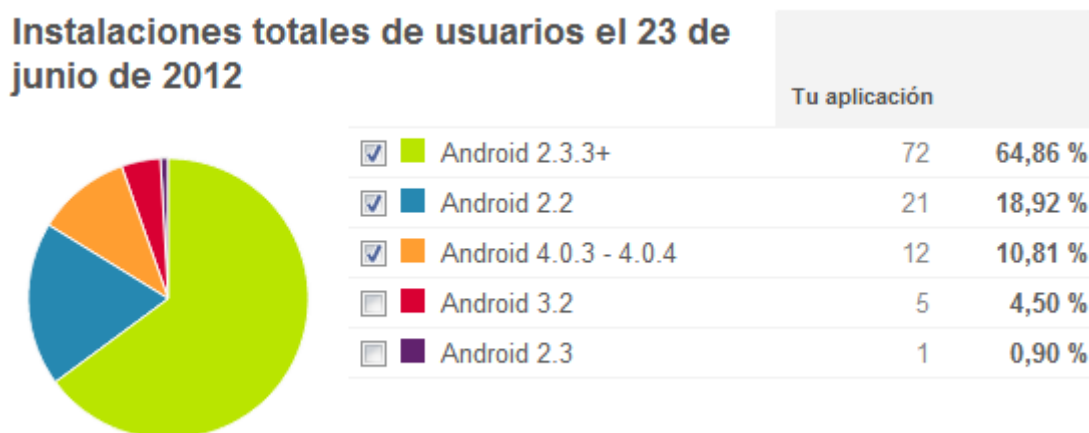 Instalaciones totales de usuarios el 23 de
junio de 2012
Tu aplicación
Android 2.3.3+ 72 64,86 %
Android 2.2 21 18,92 %
Android 4.0.3 - 4.0.4 12 10,81 %
Android 3.2 5 4,50 %
Android 2.3 1 0,90 %